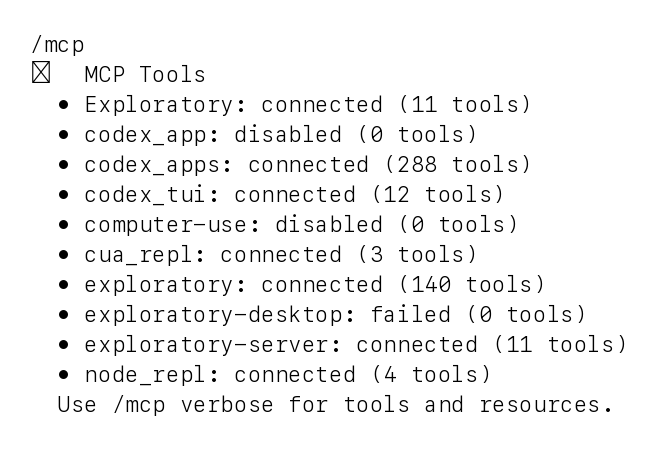 /mcp
MCP Tools
• Exploratory: connected (11 tools)
• codex_app: disabled (0 tools)
• codex_apps: connected (288 tools)
• codex_tui: connected (12 tools)
• computer-use: disabled (0 tools)
• cua_repl: connected (3 tools)
• exploratory: connected (140 tools)
• exploratory-desktop: failed (0 tools)
• exploratory-server: connected (11 tools)
• node_repl: connected (4 tools)
Use /mcp verbose for tools and resources.